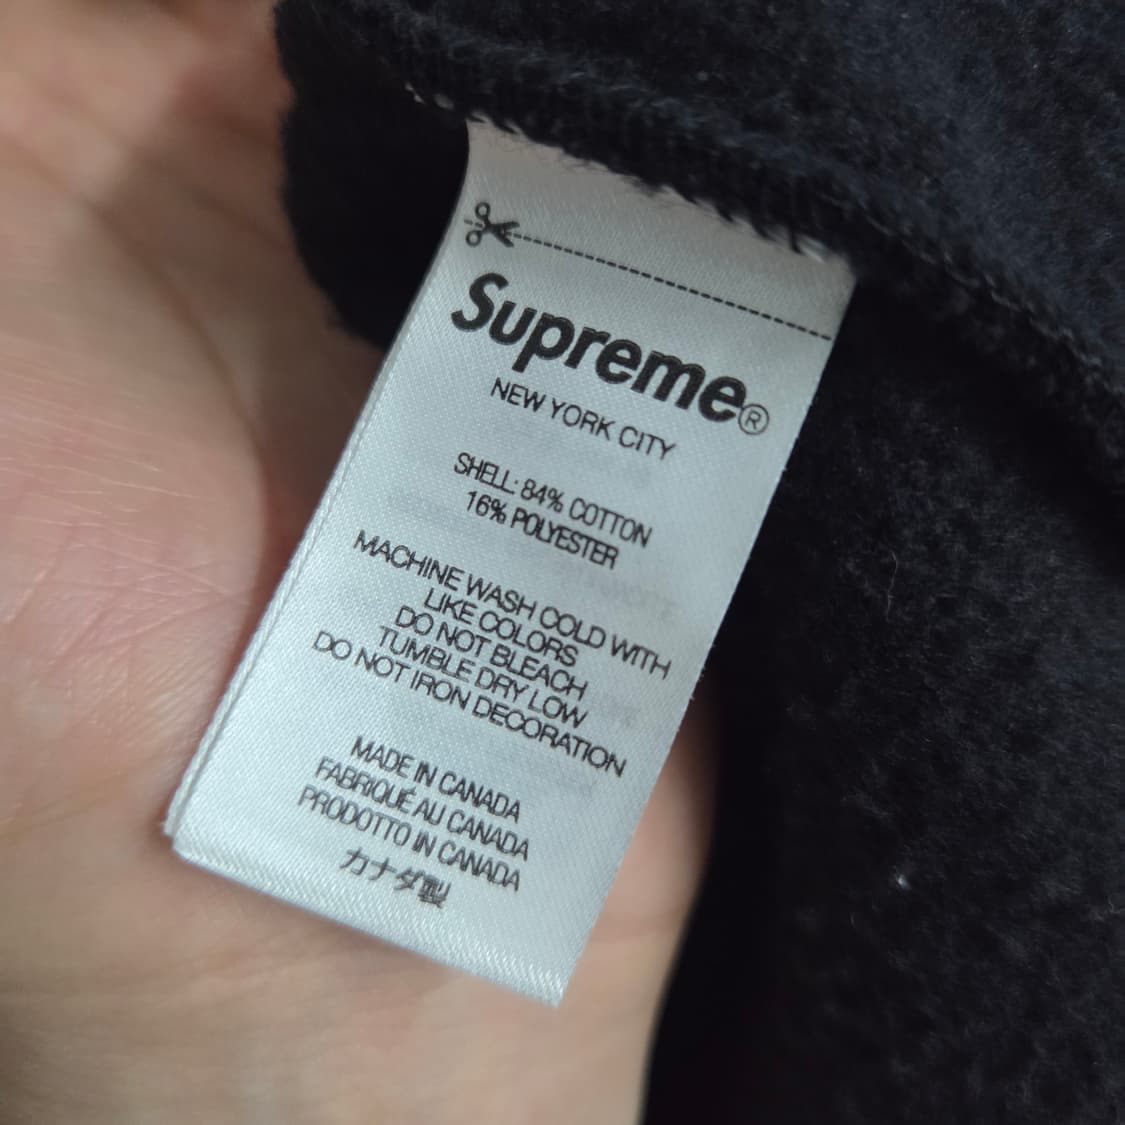 Supreme®
NEW YORK CITY
SHELL: 84% COTTON
16% POLYESTER
MACHINE WASH COLD WITH
LIKE COLORS
DO NOT BLEACH
TUMBLE DRY LOW
DO NOT IRON DECORATION
MADE IN CANADA
FABRIQUÉ AU CANADA
PRODOTTO IN CANADA
カナダ製